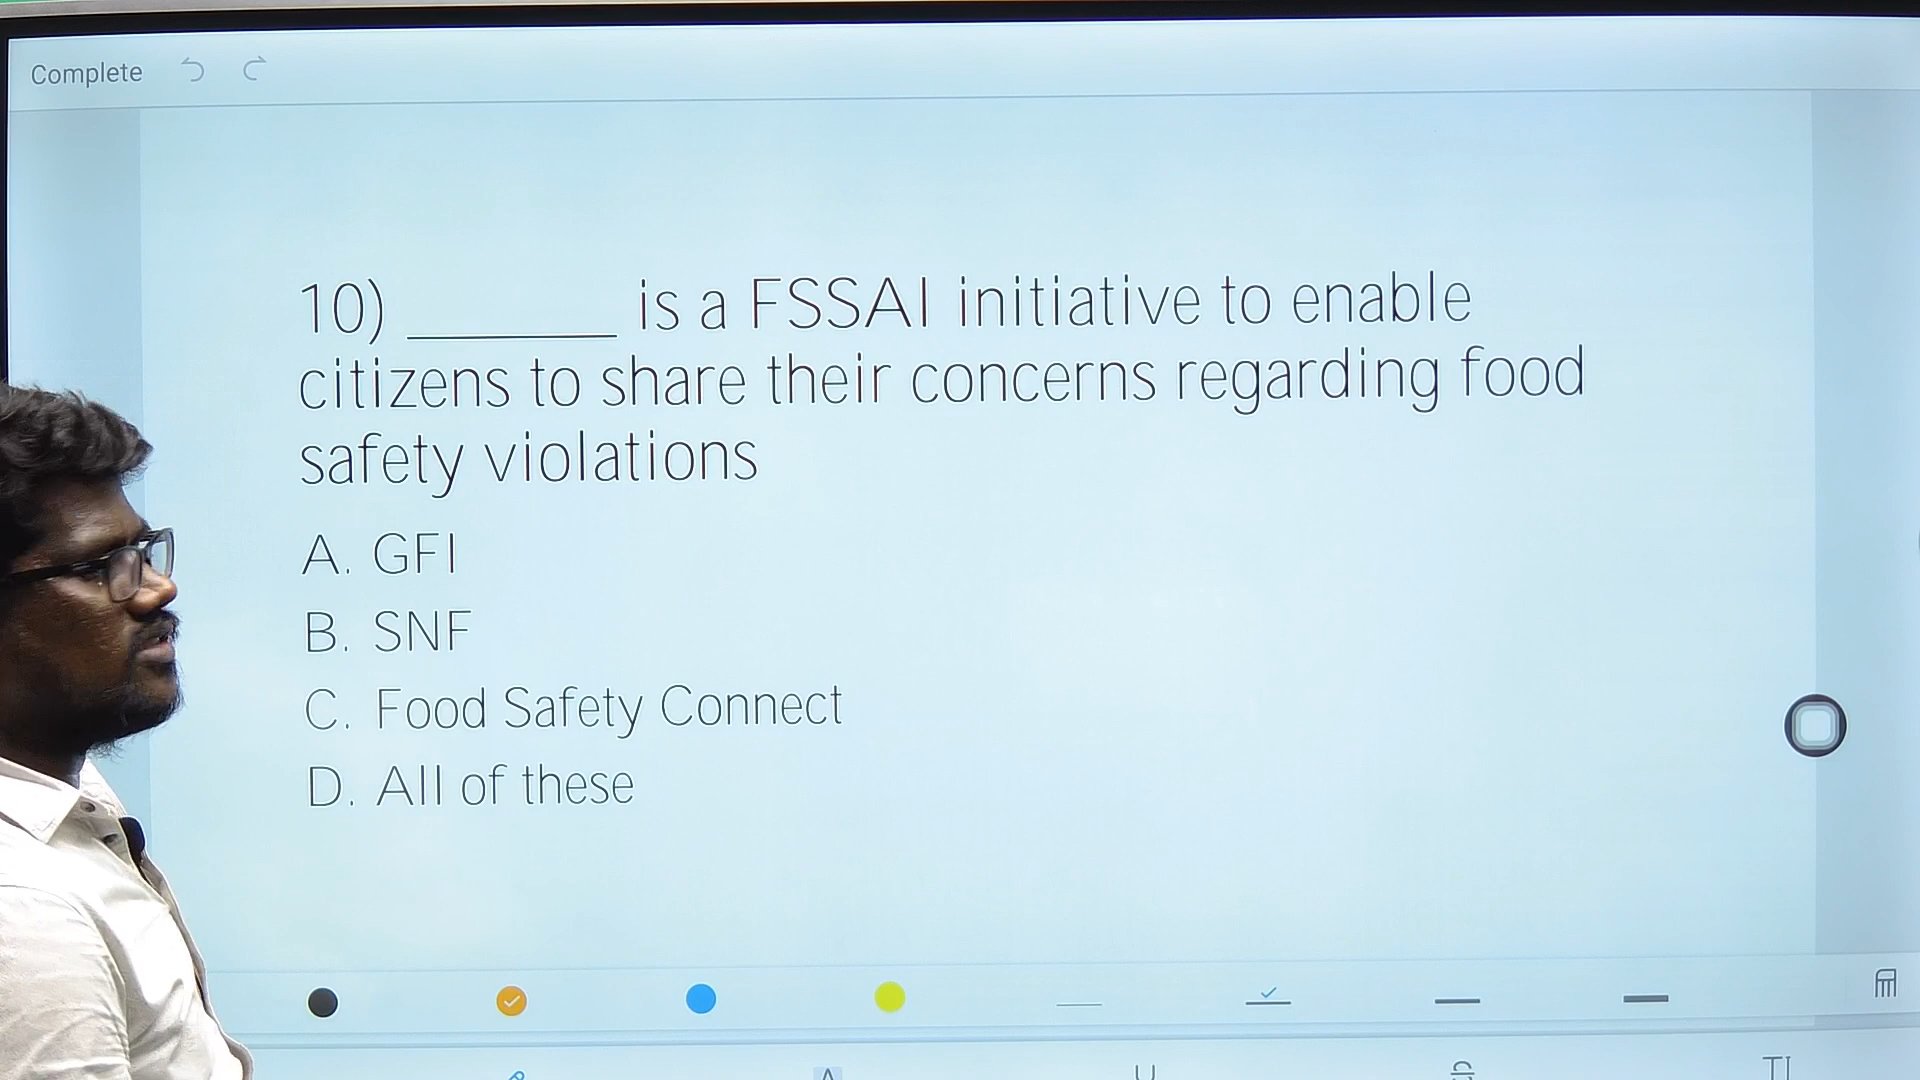 Complete
10) ______ is a FSSAI initiative to enable
citizens to share their concerns regarding food
safety violations
A. GFI
B. SNF
C. Food Safety Connect
D. All of these